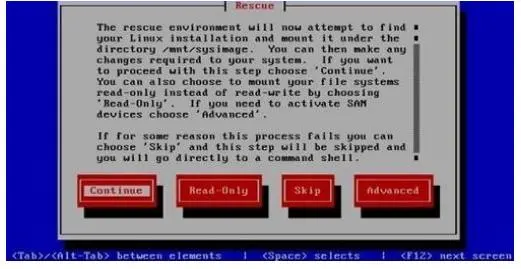 Rescue
The rescue environment will now attempt to find
your Linux installation and mount it under the
directory /mnt/sysimage. You can then make any
changes required to your system. If you want
to proceed with this step choose 'Continue'.
You can also choose to mount your file systems
read-only instead of read-write by choosing
'Read-Only'. If you need to activate SAN
devices choose 'Advanced'.
If for some reason this process fails you can
choose 'Skip' and this step will be skipped and
you will go directly to a command shell.
Continue Read-Only Skip Advanced
<Tab>/<Alt-Tab> between elements | <Space> selects | <F12> next screen